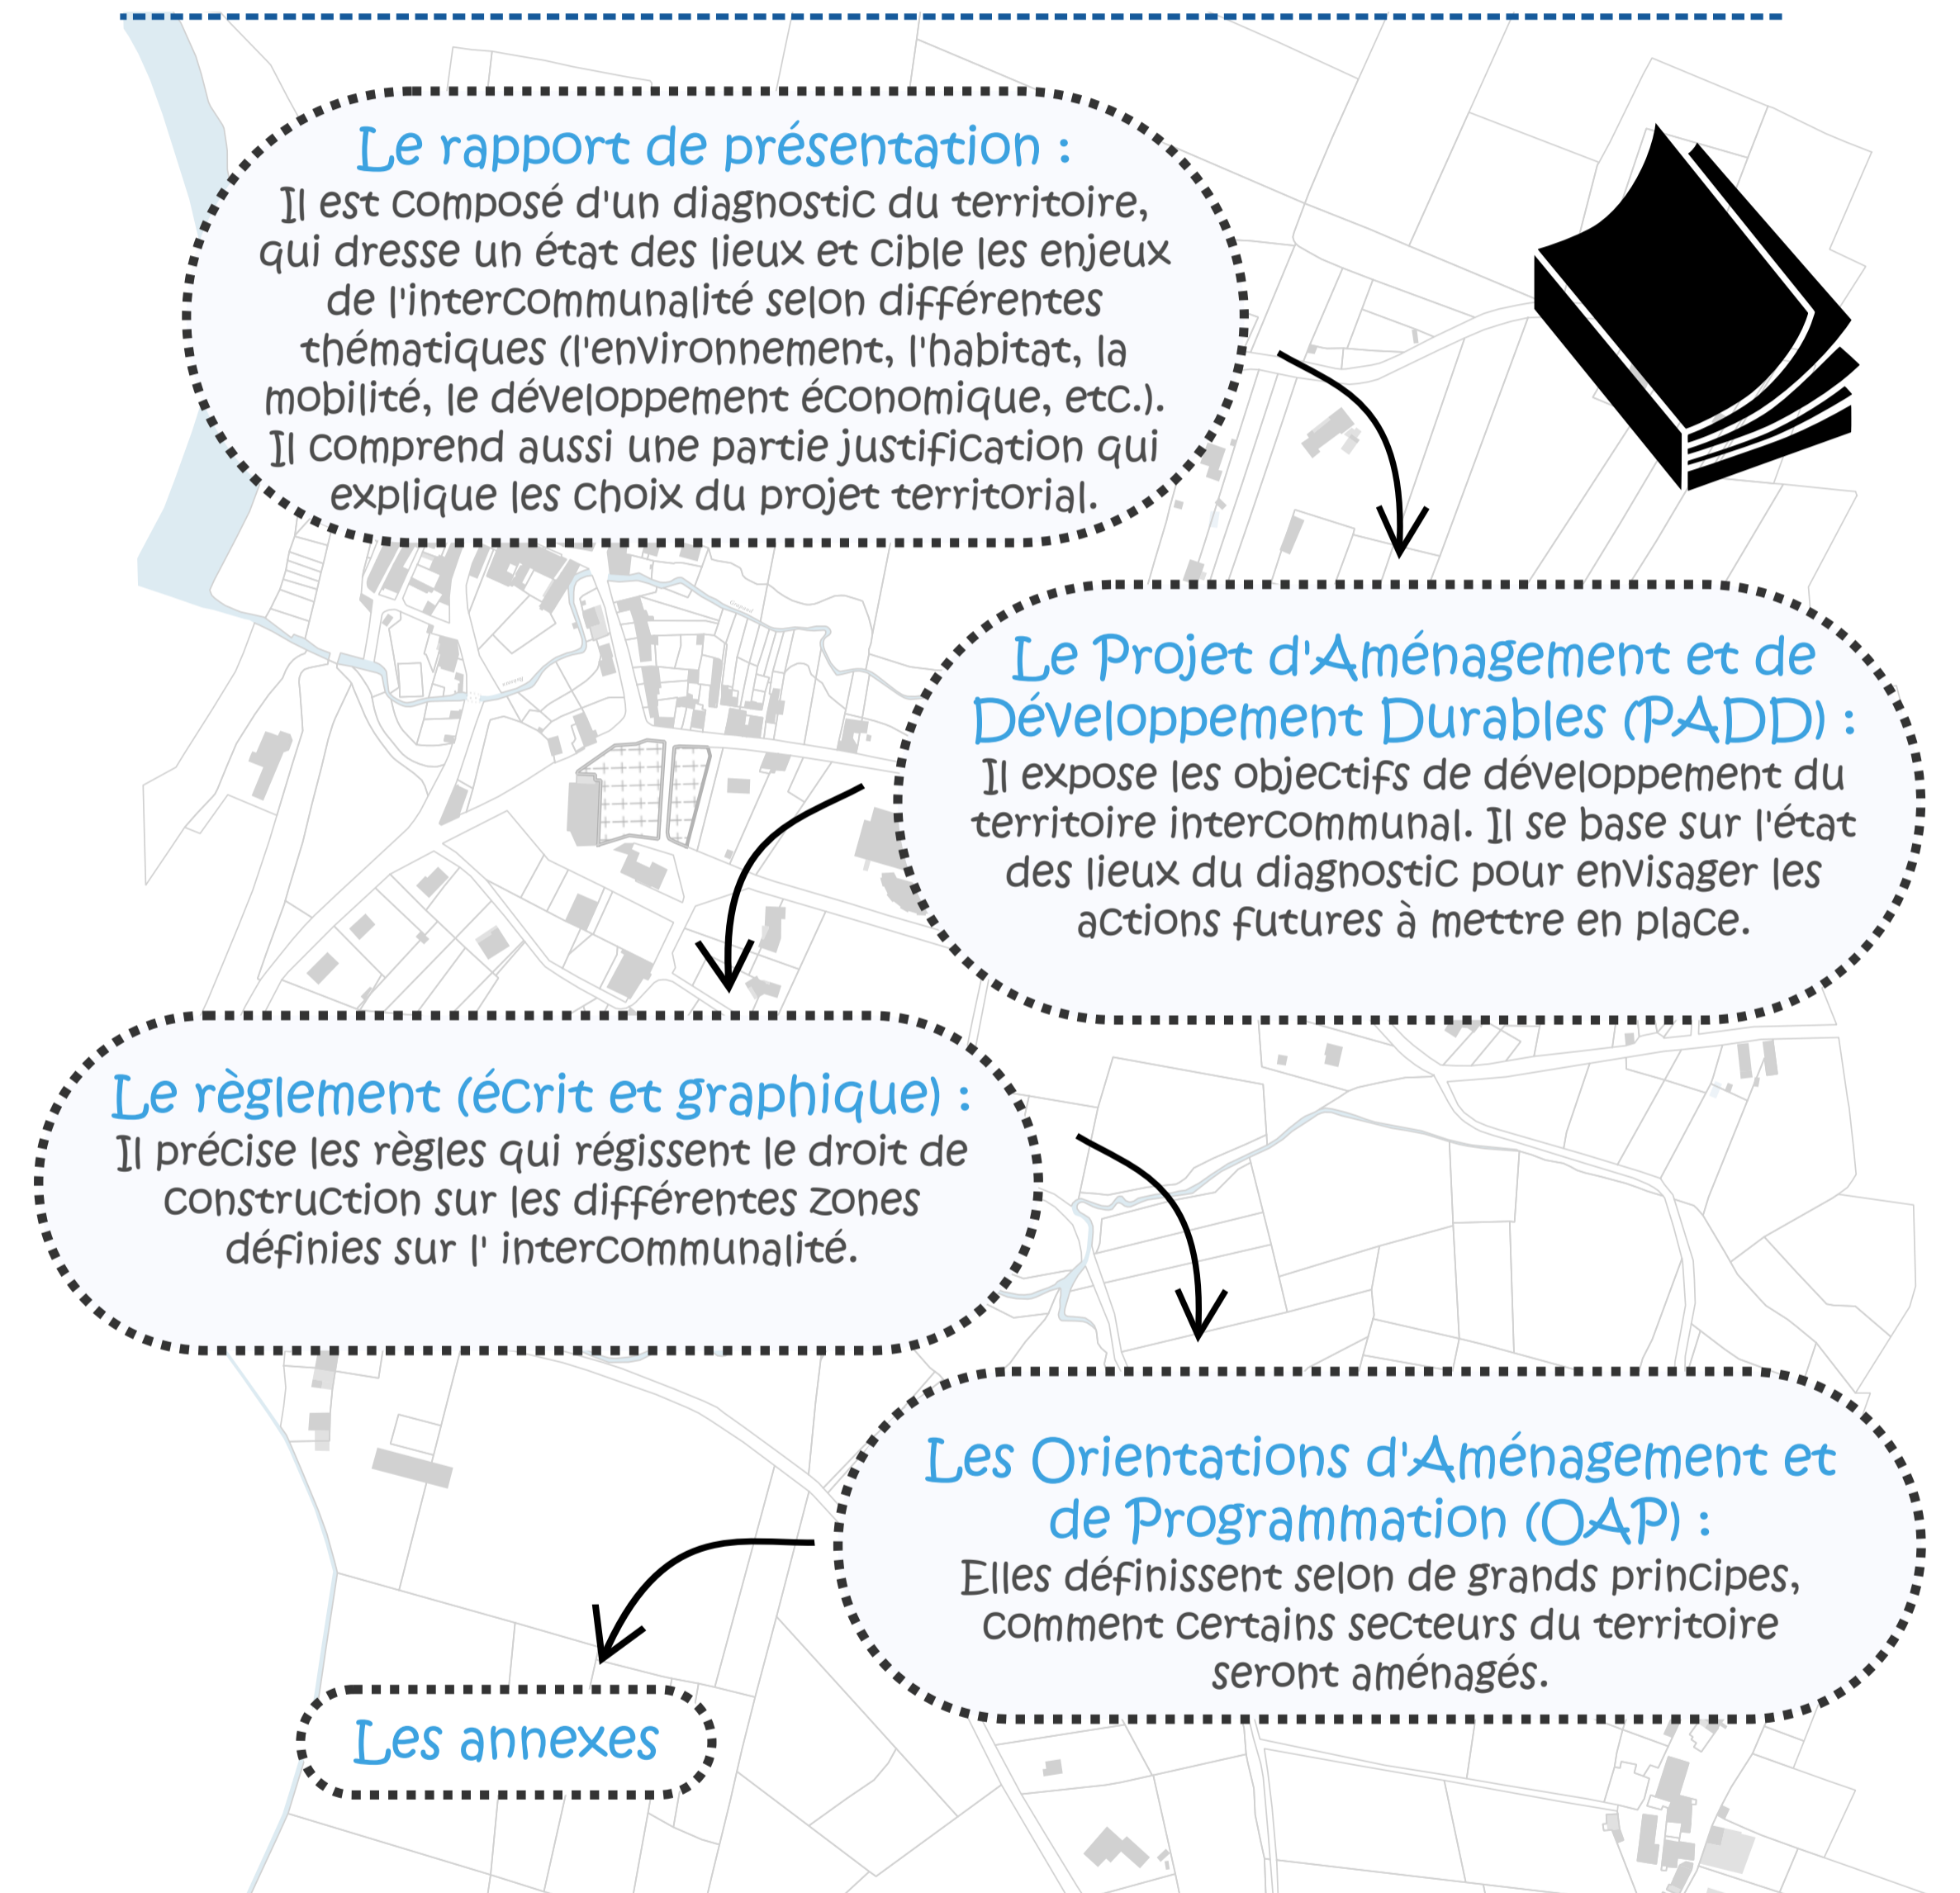 Le rapport de présentation :
Il est composé d'un diagnostic du territoire,
qui dresse un état des lieux et cible les enjeux
de l'intercommunalité selon différentes
thématiques (l'environnement, l'habitat, la
mobilité, le développement économique, etc.).
Il comprend aussi une partie justification qui
explique les choix du projet territorial.
Le Projet d'Aménagement et de
Développement Durables (PADD) :
Il expose les objectifs de développement du
territoire intercommunal. Il se base sur l'état
des lieux du diagnostic pour envisager les
actions futures à mettre en place.
Le règlement (écrit et graphique) :
Il précise les règles qui régissent le droit de
construction sur les différentes zones
définies sur l' intercommunalité.
Les Orientations d'Aménagement et
de Programmation (OAP) :
Elles définissent selon de grands principes,
comment certains secteurs du territoire
seront aménagés.
Les annexes